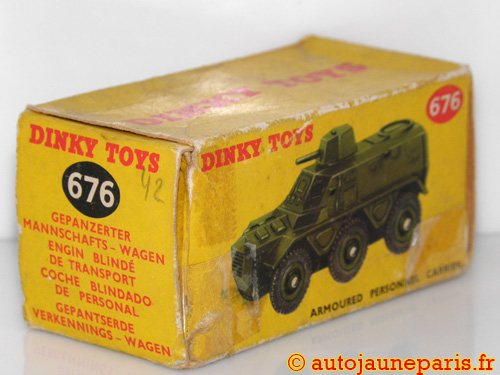 DINKY TOYS
DINKY TOYS
676
42
GEPANZERTER
MANNSCHAFTS - WAGEN
ENGIN BLINDÉ
DE TRANSPORT
COCHE BLINDADO
DE PERSONAL
GEPANTSERDE
VERKENNINGS - WAGEN
DINKY TOYS
676
ARMOURED PERSONNEL CARRIER
© autojauneparis.fr